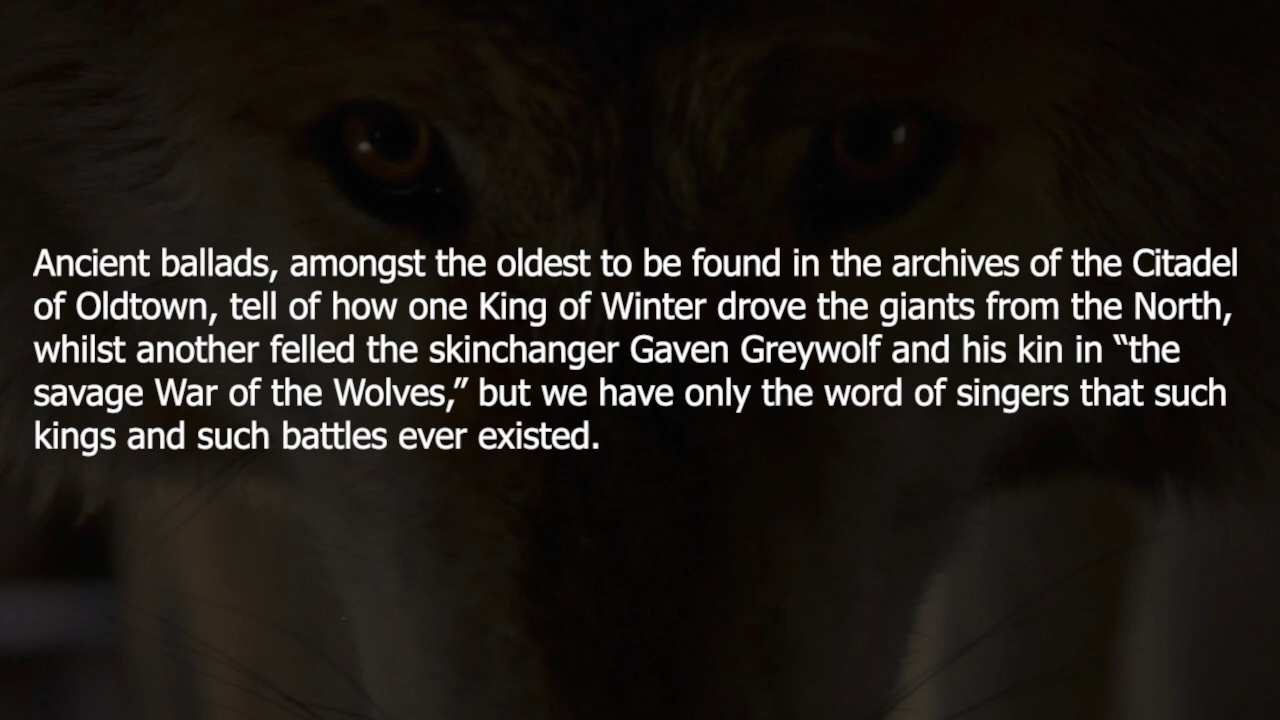 Ancient ballads, amongst the oldest to be found in the archives of the Citadel
of Oldtown, tell of how one King of Winter drove the giants from the North,
whilst another felled the skinchanger Gaven Greywolf and his kin in “the
savage War of the Wolves,” but we have only the word of singers that such
kings and such battles ever existed.